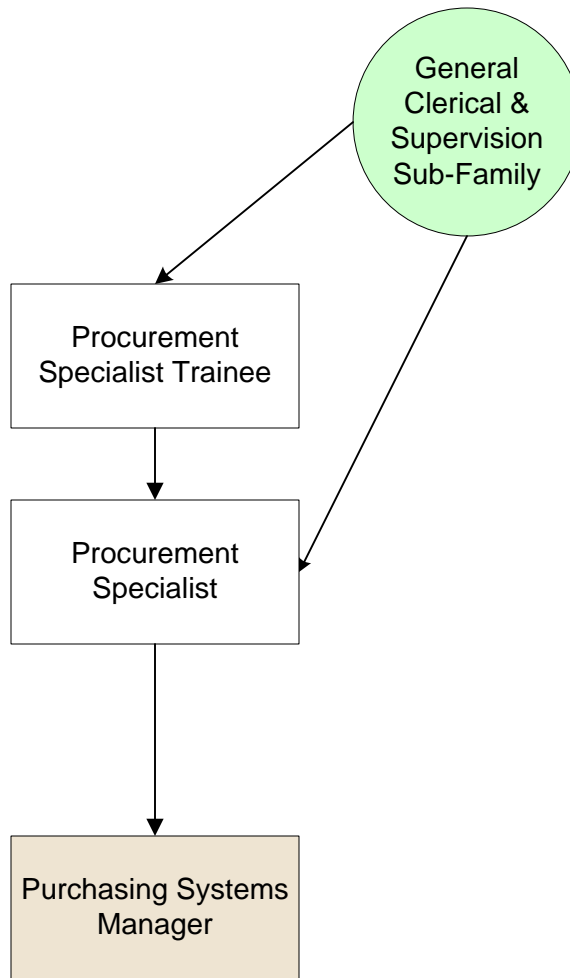 General
Clerical &
Supervision
Sub-Family
Procurement
Specialist Trainee
Procurement
Specialist
Purchasing Systems
Manager